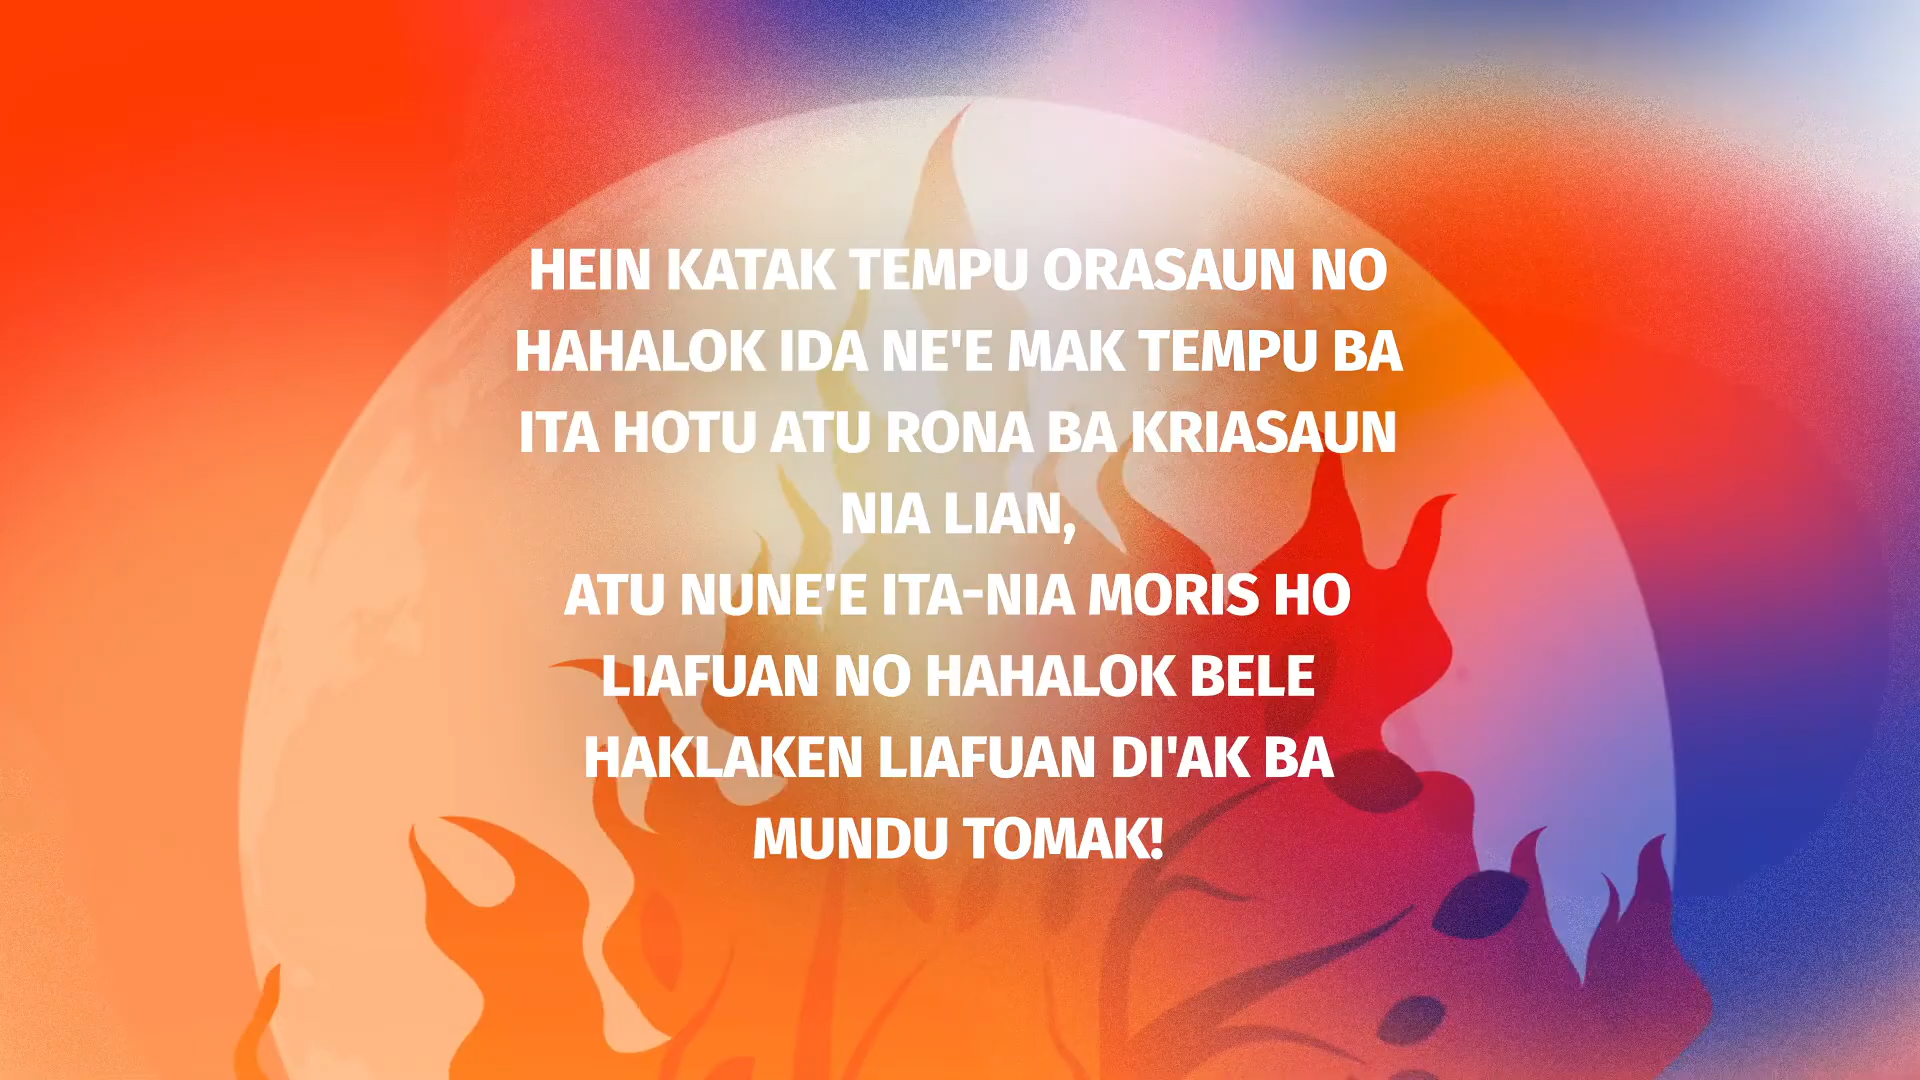 HEIN KATAK TEMPU ORASAUN NO
HAHALOK IDA NE'E MAK TEMPU BA
ITA HOTU ATU RONA BA KRIASAUN
NIA LIAN,
ATU NUNE'E ITA-NIA MORIS HO
LIAFUAN NO HAHALOK BELE
HAKLAKEN LIAFUAN DI'AK BA
MUNDU TOMAK!